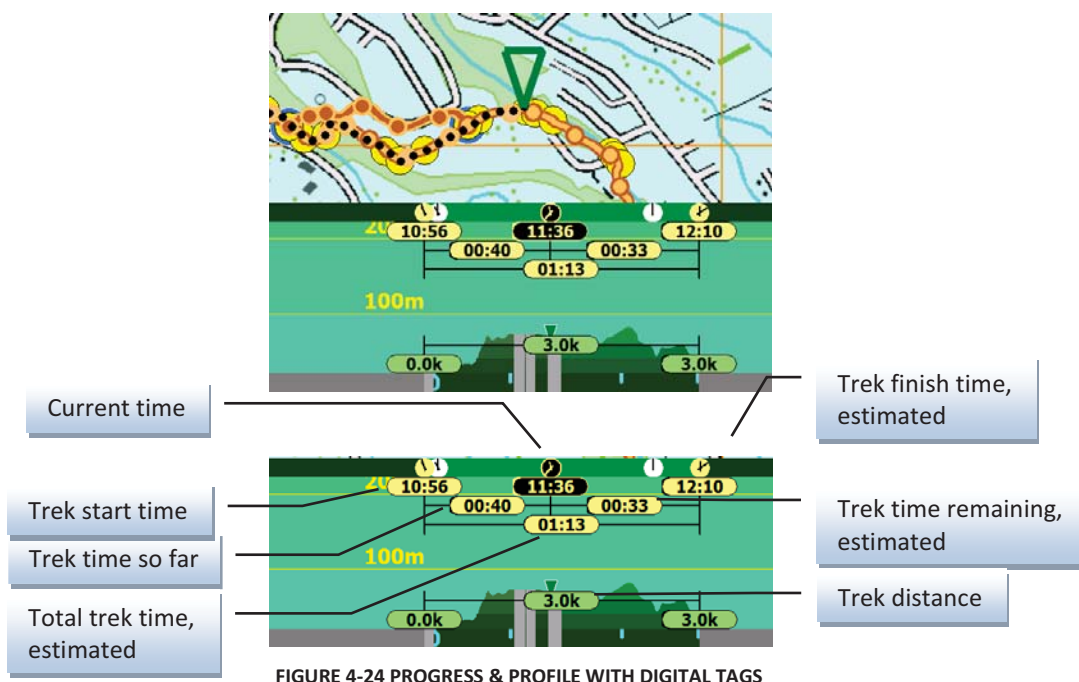 20
10:56 11:36 12:10
00:40 00:33
01:13
100m
3.0k
0.0k 3.0k
Current time
Trek finish time,
estimated
20
10:56 11:36 12:10
00:40 00:33
01:13
100m
3.0k
0.0k 3.0k
Trek start time
Trek time so far
Total trek time,
estimated
Trek time remaining,
estimated
Trek distance
FIGURE 4-24 PROGRESS & PROFILE WITH DIGITAL TAGS